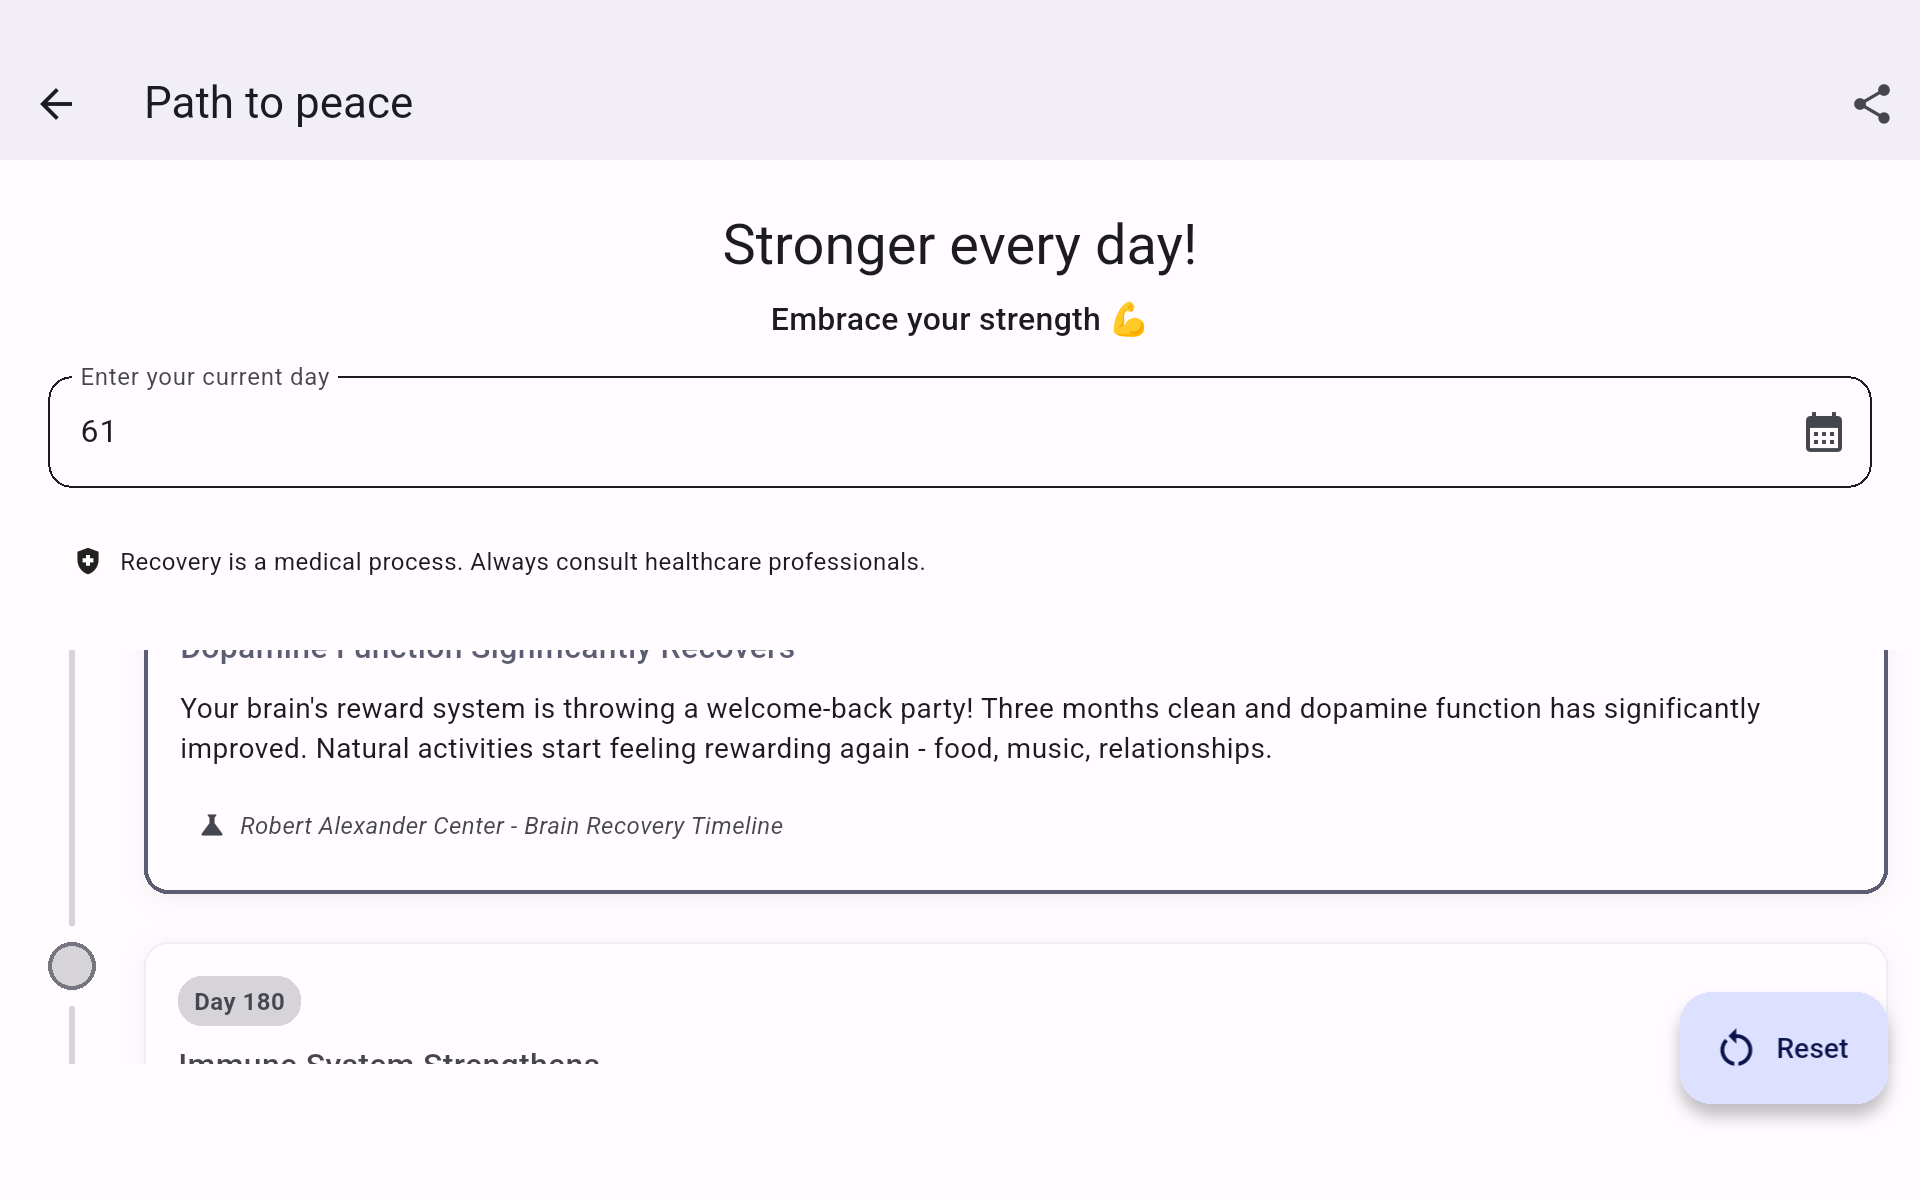 Path to peace
Stronger every day!
Embrace your strength 💪
Enter your current day
61
Recovery is a medical process. Always consult healthcare professionals.
Dopamine Function Significantly Recovers
Your brain's reward system is throwing a welcome-back party! Three months clean and dopamine function has significantly
improved. Natural activities start feeling rewarding again - food, music, relationships.
Robert Alexander Center - Brain Recovery Timeline
Day 180
Immune System Strengthens
Reset